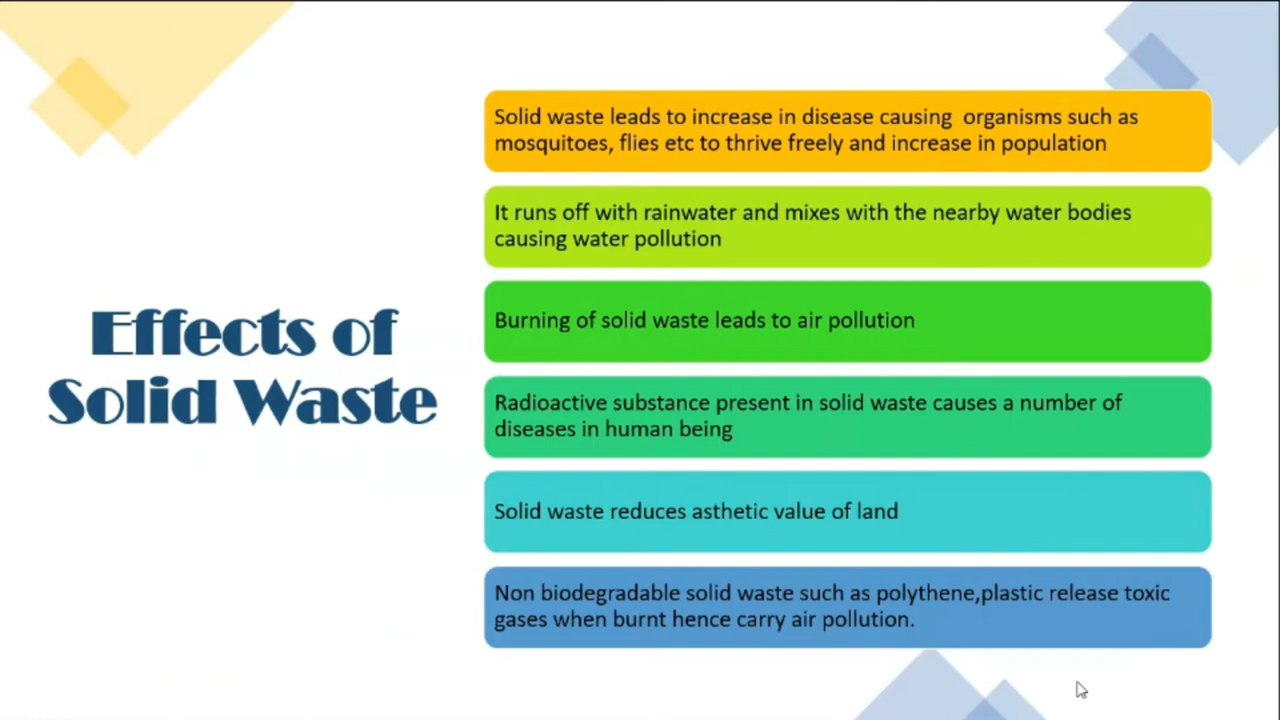 Effects of
Solid Waste
Solid waste leads to increase in disease causing  organisms such as
mosquitoes, flies etc to thrive freely and increase in population
It runs off with rainwater and mixes with the nearby water bodies
causing water pollution
Burning of solid waste leads to air pollution
Radioactive substance present in solid waste causes a number of
diseases in human being
Solid waste reduces asthetic value of land
Non biodegradable solid waste such as polythene,plastic release toxic
gases when burnt hence carry air pollution.